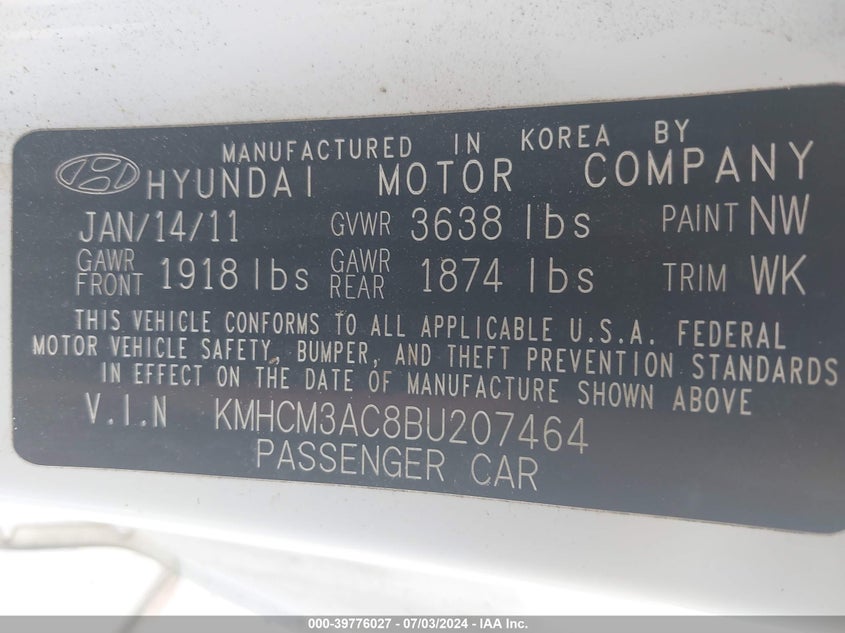 MANUFACTURED IN KOREA BY
HYUNDAI MOTOR COMPANY
JAN/14/11 GVWR 3638 lbs PAINT NW
GAWR FRONT 1918 lbs GAWR REAR 1874 lbs TRIM WK
THIS VEHICLE CONFORMS TO ALL APPLICABLE U.S.A. FEDERAL
MOTOR VEHICLE SAFETY, BUMPER, AND THEFT PREVENTION STANDARDS
IN EFFECT ON THE DATE OF MANUFACTURE SHOWN ABOVE
V.I.N KMHCM3AC8BU207464
PASSENGER CAR
000-39776027 - 07/03/2024 - IAA Inc.